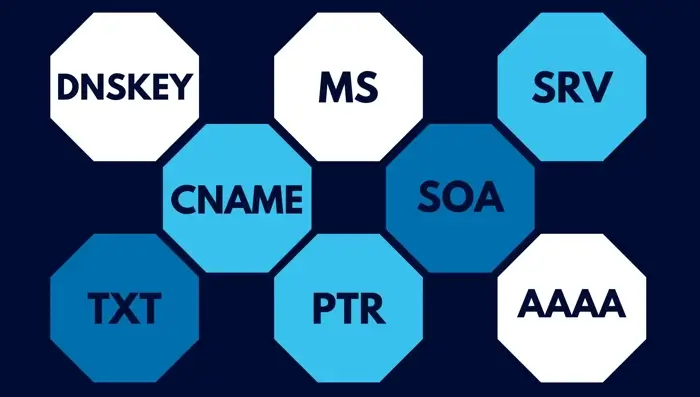 DNSKEY
MS
SRV
CNAME
SOA
TXT
PTR
AAAA